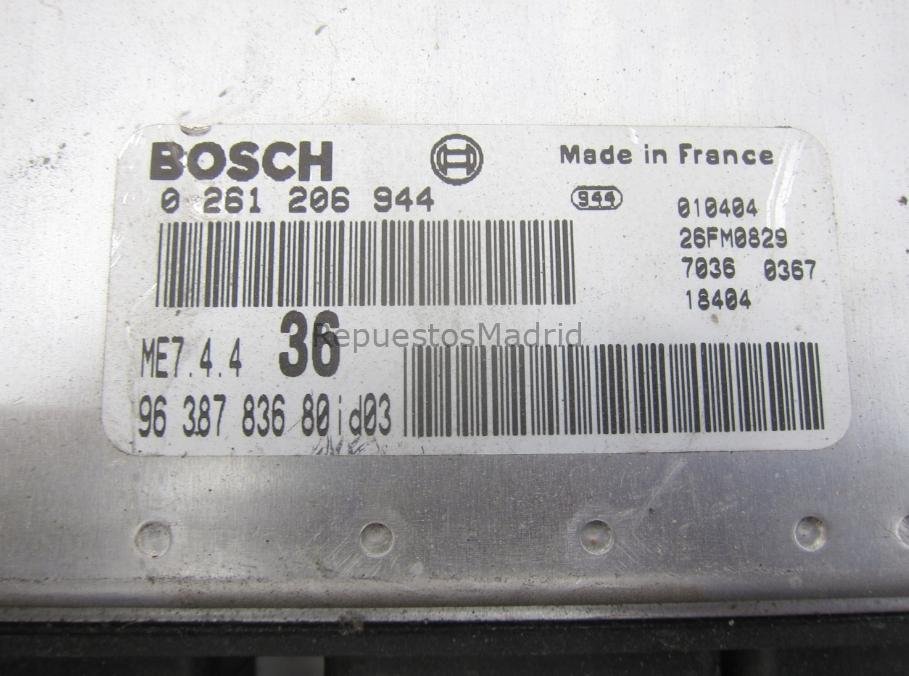 BOSCH
Made in France
0 261 206 944
944
010404
26FM0829
7036 0367
18404
ME7.4.4 36
RepuestosMadrid
96 387 836 80id03